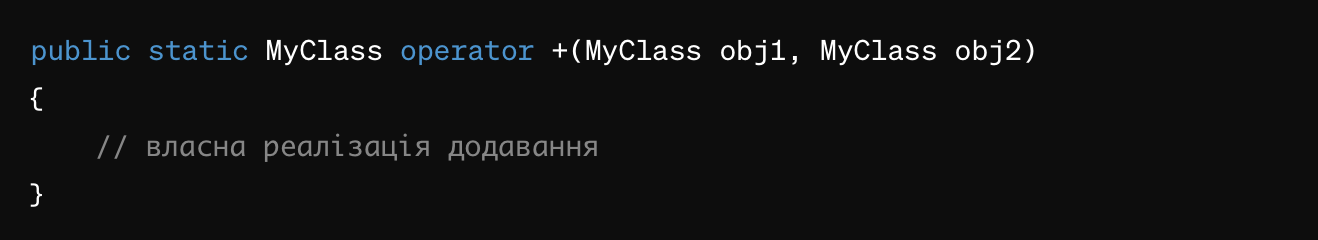 public static MyClass operator +(MyClass obj1, MyClass obj2)
{
    // власна реалізація додавання
}